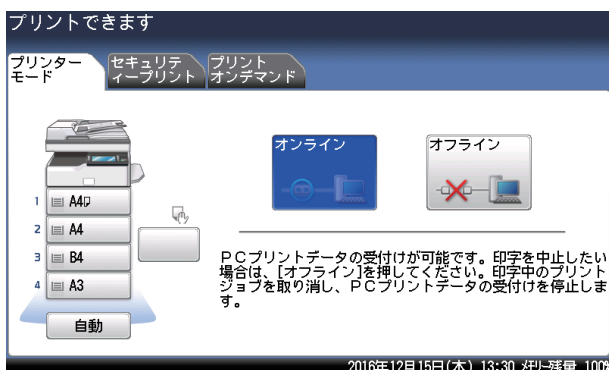 プリントできます
プリンター
モード
セキュリテ
ィープリント
プリント
オンデマンド
オンライン
オフライン
1 A4
2 A4
3 B4
4 A3
自動
PCプリントデータの受付けが可能です。印字を中止したい
場合は、[オフライン]を押してください。印字中のプリント
ジョブを取り消し、PCプリントデータの受付けを停止しま
す。
2016年12月15日(木) 13:30 メモリー残量 100%